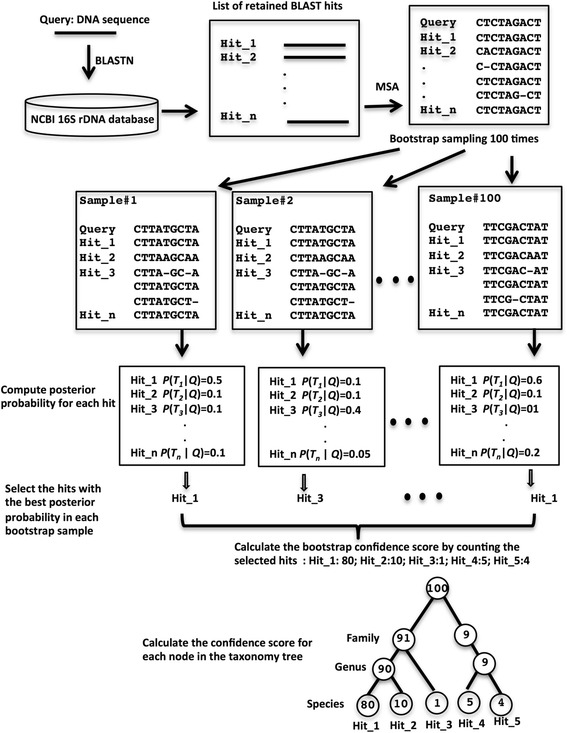 Query: DNA sequence
BLASTN
NCBI 16S rDNA database
List of retained BLAST hits
Hit_1
Hit_2
.
.
.
Hit_n
MSA
Query CTCTAGACT
Hit_1 CTCTAGACT
Hit_2 CACTAGACT
. C-CTAGACT
. CTCTAGACT
. CTCTAG-CT
Hit_n CTCTAGACT
Bootstrap sampling 100 times
Sample#1
Query CTTATGCTA
Hit_1 CTTATGCTA
Hit_2 CTTAAGCAA
Hit_3 CTTA-GC-A
CTTATGCTA
CTTATGCT-
Hit_n CTTATGCTA
Sample#2
Query CTTATGCTA
Hit_1 CTTATGCTA
Hit_2 CTTAAGCAA
Hit_3 CTTA-GC-A
CTTATGCTA
CTTATGCT-
Hit_n CTTATGCTA
Sample#100
Query TTCGACTAT
Hit_1 TTCGACTAT
Hit_2 TTCGACAAT
Hit_3 TTCGAC-AT
TTCGACTAT
TTCG-CTAT
Hit_n TTCGACTAT
Compute posterior
probability for each hit
Hit_1 P(T1|Q)=0.5
Hit_2 P(T2|Q)=0.1
Hit_3 P(T3|Q)=0.1
.
.
Hit_n P(Tn | Q)=0.1
Hit_1 P(T1|Q)=0.1
Hit_2 P(T2|Q)=0.1
Hit_3 P(T3|Q)=0.4
.
.
Hit_n P(Tn | Q)=0.05
Hit_1 P(T1|Q)=0.6
Hit_2 P(T2|Q)=0.1
Hit_3 P(T3|Q)=01
.
.
Hit_n P(Tn | Q)=0.2
Select the hits with
the best posterior
probability in each
bootstrap sample
Hit_1
Hit_3
Hit_1
Calculate the bootstrap confidence score by counting the
selected hits : Hit_1: 80; Hit_2:10; Hit_3:1; Hit_4:5; Hit_5:4
Calculate the confidence score for
each node in the taxonomy tree
100
Family 91 9
Genus 90 9
Species 80 10 1 5 4
Hit_1 Hit_2 Hit_3 Hit_4 Hit_5